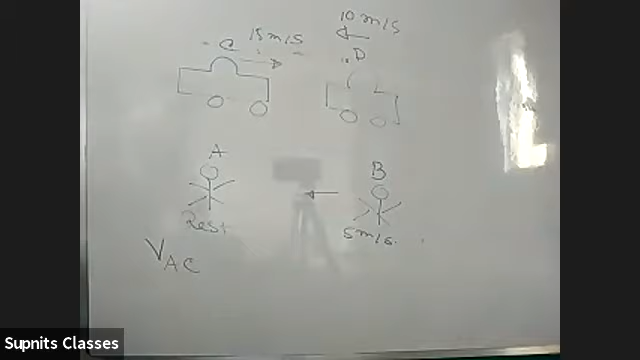 10 m/s
C 15 m/s
D
A
B
Rest
5 m/s.
VAC
Supnits Classes